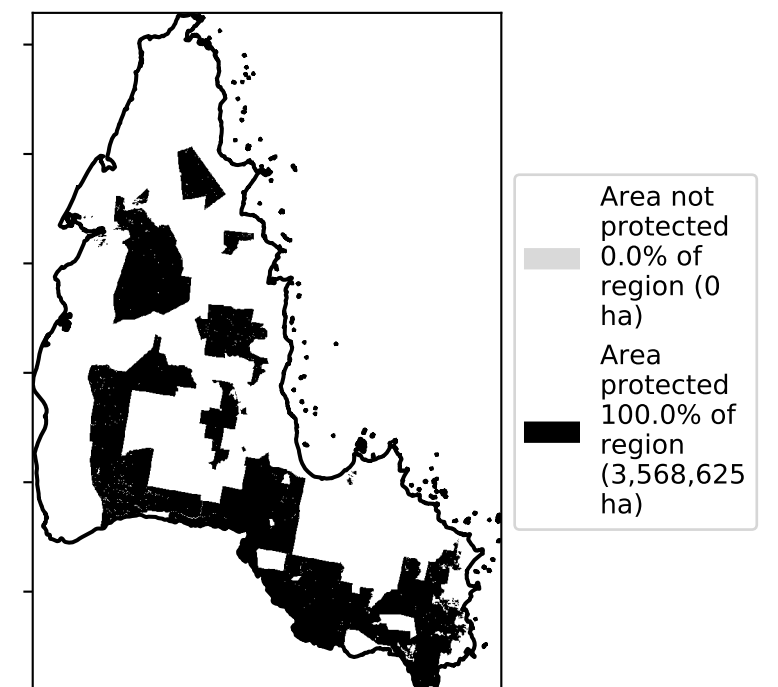 Area not
protected
0.0% of
region (0
ha)
Area
protected
100.0% of
region
(3,568,625
ha)